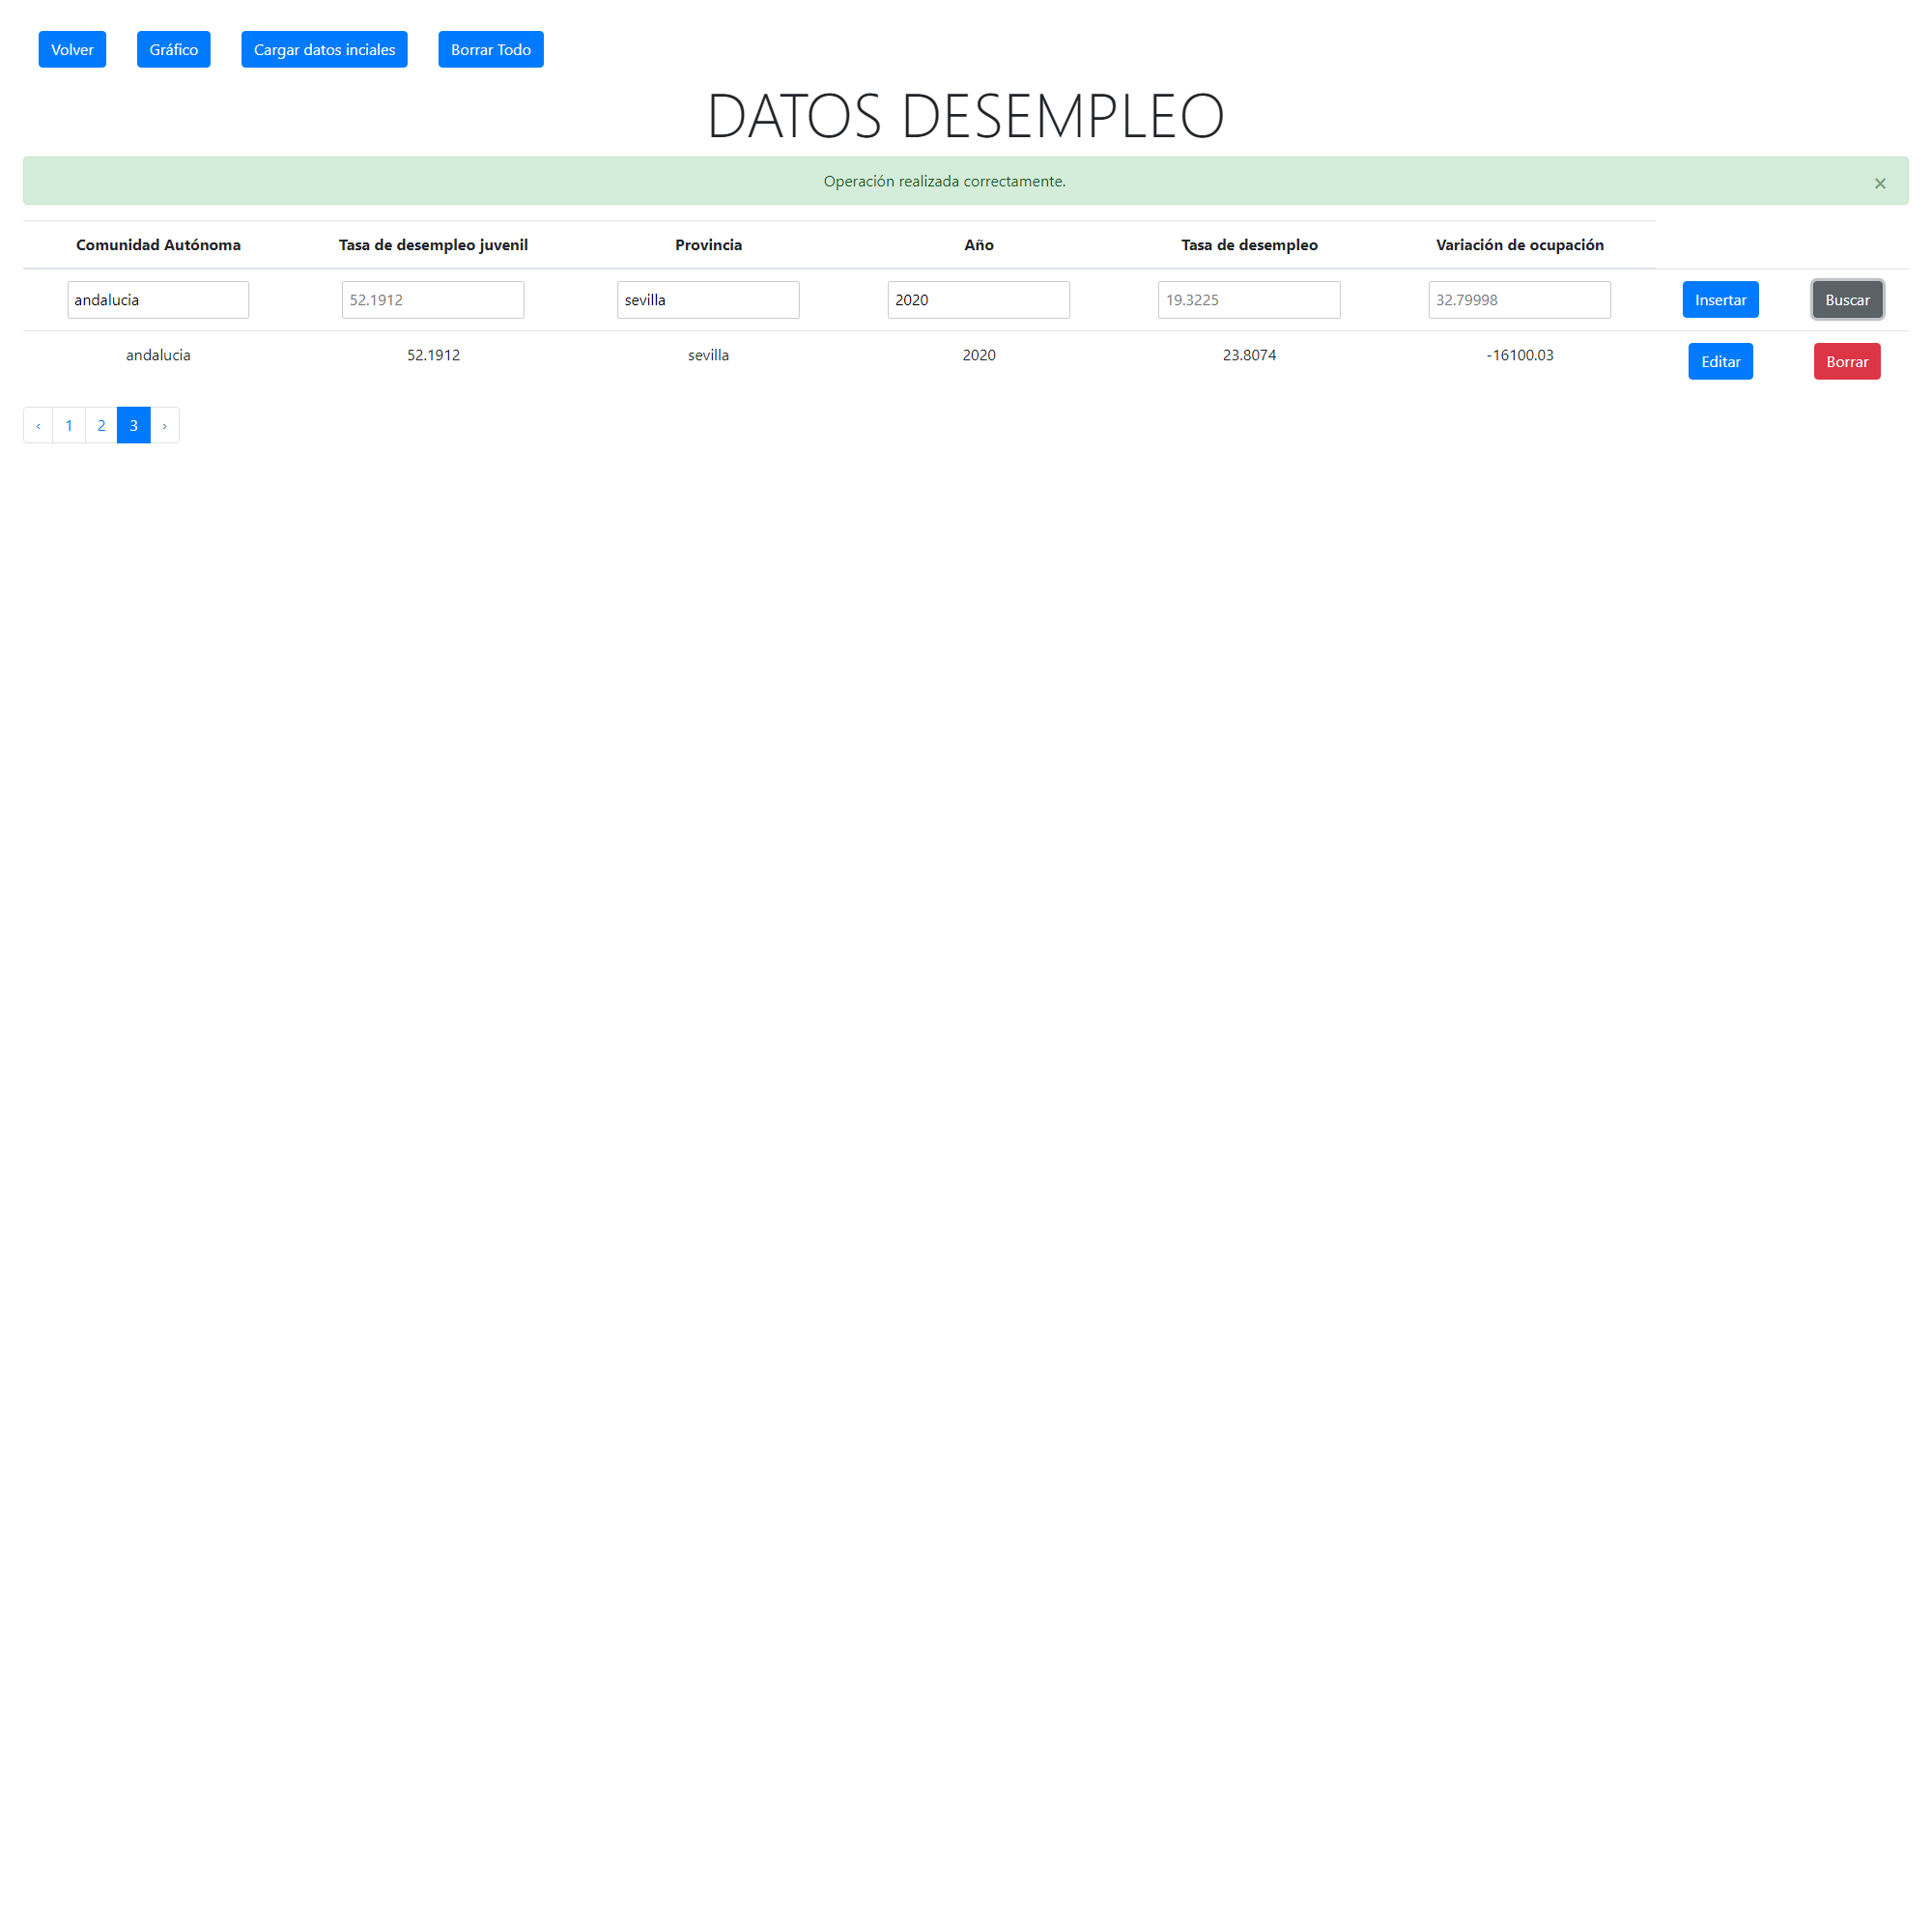 Volver Gráfico Cargar datos inciales Borrar Todo
DATOS DESEMPLEO
Operación realizada correctamente. ×
Comunidad Autónoma Tasa de desempleo juvenil Provincia Año Tasa de desempleo Variación de ocupación
andalucia 52.1912 sevilla 2020 19.3225 32.79998 Insertar Buscar
andalucia 52.1912 sevilla 2020 23.8074 -16100.03 Editar Borrar
‹ 1 2 3 ›